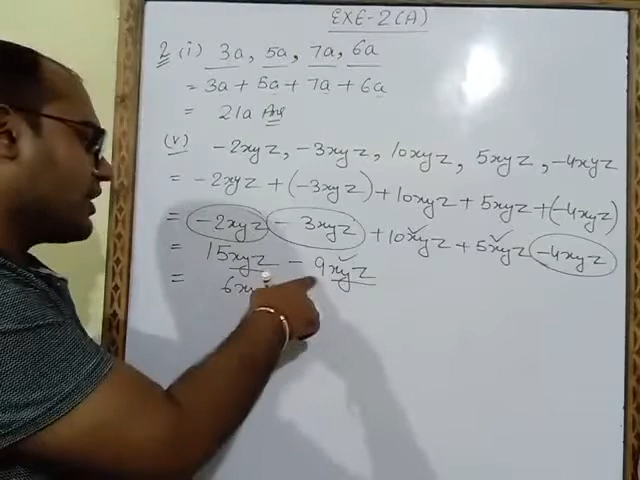 EXE-2(A)
2 (i) 3a, 5a, 7a, 6a
= 3a + 5a + 7a + 6a
= 21a Ans
(v) -2xyz, -3xyz, 10xyz, 5xyz, -4xyz
= -2xyz + (-3xyz) + 10xyz + 5xyz + (-4xyz)
= -2xyz - 3xyz + 10xyz + 5xyz -4xyz
= 15xyz - 9xyz
= 6x